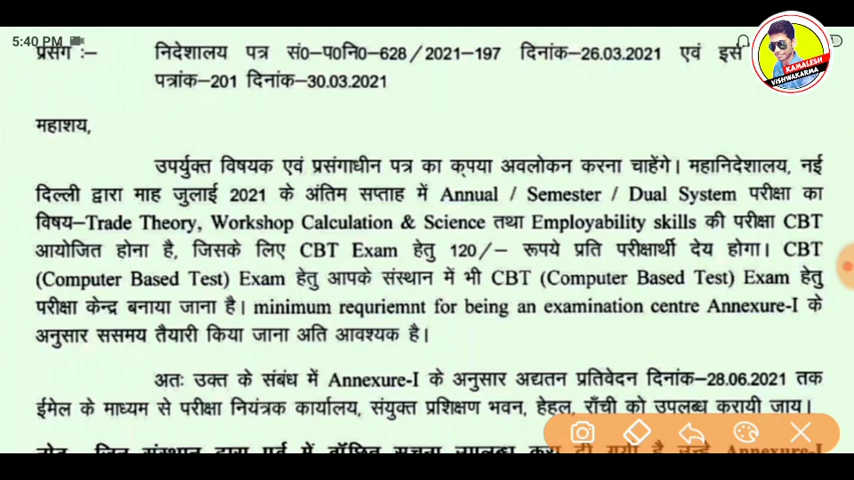 5:40 PM
प्रसंग :– निदेशालय पत्र सं0–प0नि0–628/2021–197 दिनांक–26.03.2021 एवं इस
पत्रांक–201 दिनांक–30.03.2021
KAMALESH
VISHWAKARMA
महाशय,
उपर्युक्त विषयक एवं प्रसंगाधीन पत्र का कृपया अवलोकन करना चाहेंगे। महानिदेशालय, नई
दिल्ली द्वारा माह जुलाई 2021 के अंतिम सप्ताह में Annual / Semester / Dual System परीक्षा का
विषय–Trade Theory, Workshop Calculation & Science तथा Employability skills की परीक्षा CBT
आयोजित होना है, जिसके लिए CBT Exam हेतु 120/– रूपये प्रति परीक्षार्थी देय होगा। CBT
(Computer Based Test) Exam हेतु आपके संस्थान में भी CBT (Computer Based Test) Exam हेतु
परीक्षा केन्द्र बनाया जाना है। minimum requriemnt for being an examination centre Annexure-I के
अनुसार ससमय तैयारी किया जाना अति आवश्यक है।
अतः उक्त के संबंध में Annexure-I के अनुसार अद्यतन प्रतिवेदन दिनांक–28.06.2021 तक
ईमेल के माध्यम से परीक्षा नियंत्रक कार्यालय, संयुक्त प्रशिक्षण भवन, हेहल, राँची को उपलब्ध करायी जाय।